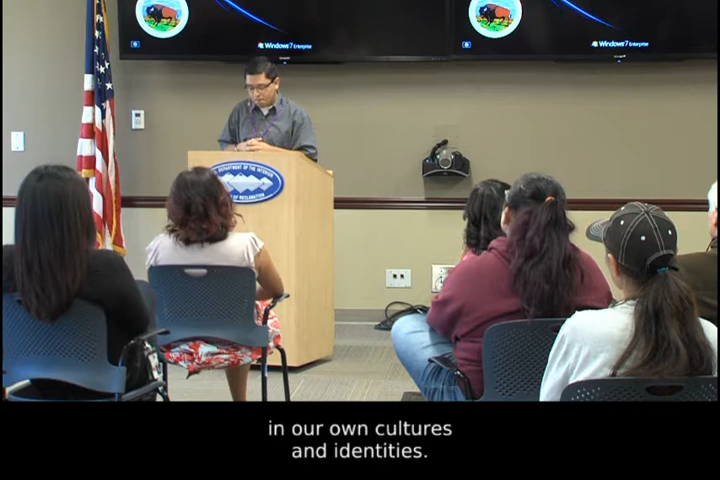 Windows 7 Enterprise
Windows 7 Enterprise
DEPARTMENT OF THE INTERIOR
OF RECLAMATION
in our own cultures
and identities.